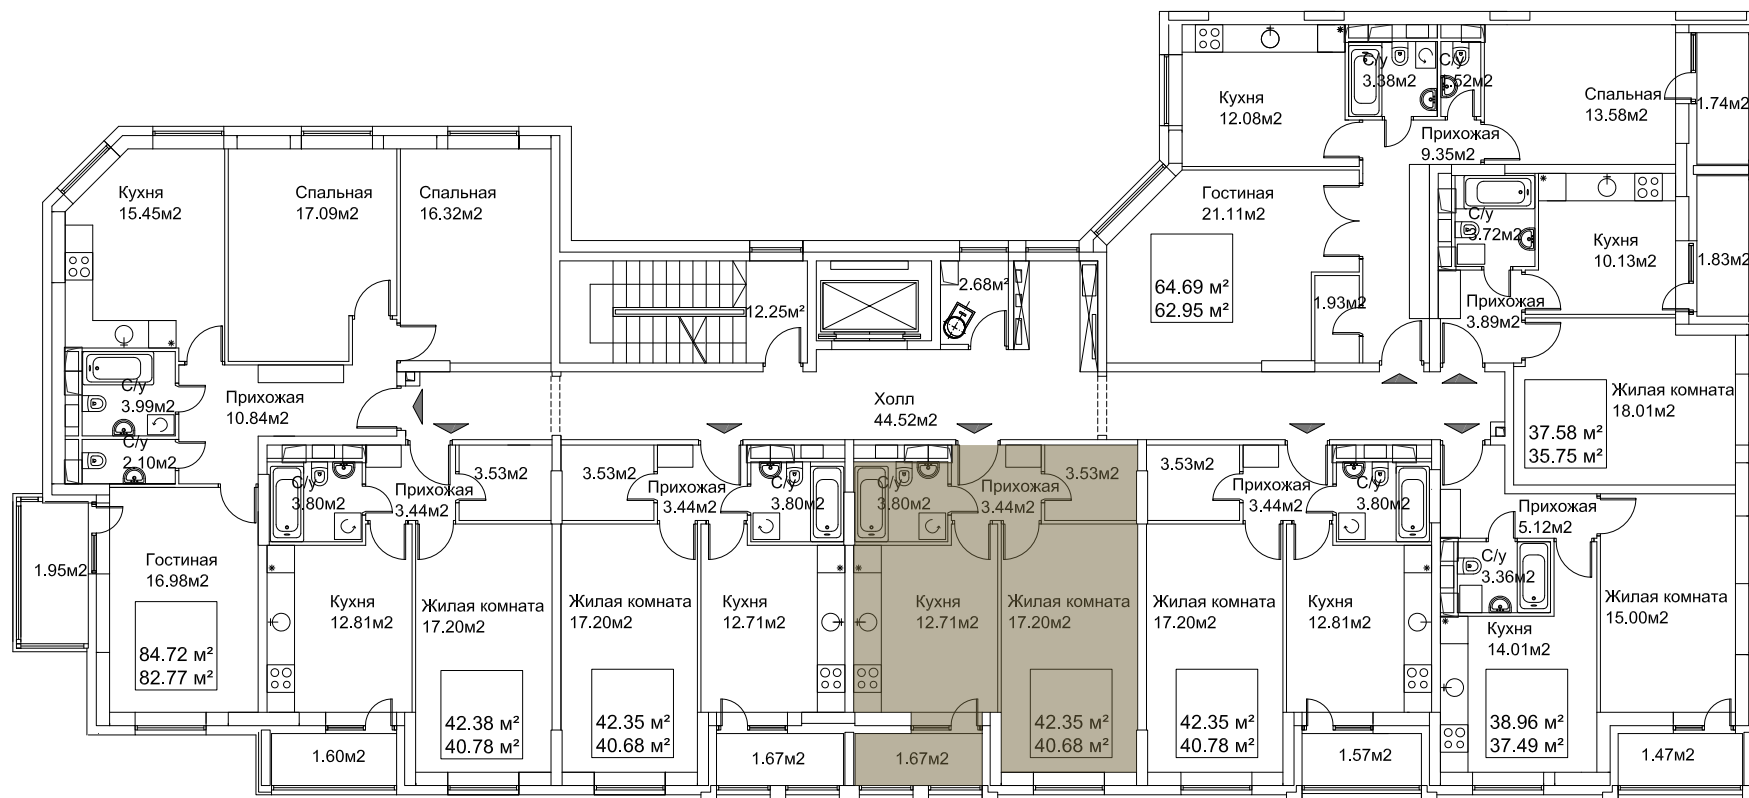 Кухня
15.45м2
Спальная
17.09м2
Спальная
16.32м2
С/у
3.99м2
С/у
2.10м2
Прихожая
10.84м2
Гостиная
16.98м2
1.95м2
84.72 м²
82.77 м²
12.25м²
2.68м²
Холл
44.52м2
Кухня
12.08м2
С/у
3.38м2
С/у
.52м2
Спальная
13.58м2
1.74м2
Прихожая
9.35м2
Гостиная
21.11м2
64.69 м²
62.95 м²
1.93м2
С/у
3.72м2
Кухня
10.13м2
1.83м2
Прихожая
3.89м2
Жилая комната
18.01м2
37.58 м²
35.75 м²
С/у
3.80м2
Прихожая
3.44м2
3.53м2
Кухня
12.81м2
Жилая комната
17.20м2
42.38 м²
40.78 м²
1.60м2
3.53м2
Прихожая
3.44м2
С/у
3.80м2
Жилая комната
17.20м2
Кухня
12.71м2
42.35 м²
40.68 м²
1.67м2
С/у
3.80м2
Прихожая
3.44м2
3.53м2
Кухня
12.71м2
Жилая комната
17.20м2
42.35 м²
40.68 м²
1.67м2
3.53м2
Прихожая
3.44м2
С/у
3.80м2
Жилая комната
17.20м2
Кухня
12.81м2
42.35 м²
40.78 м²
1.57м2
Прихожая
5.12м2
С/у
3.36м2
Жилая комната
15.00м2
Кухня
14.01м2
38.96 м²
37.49 м²
1.47м2